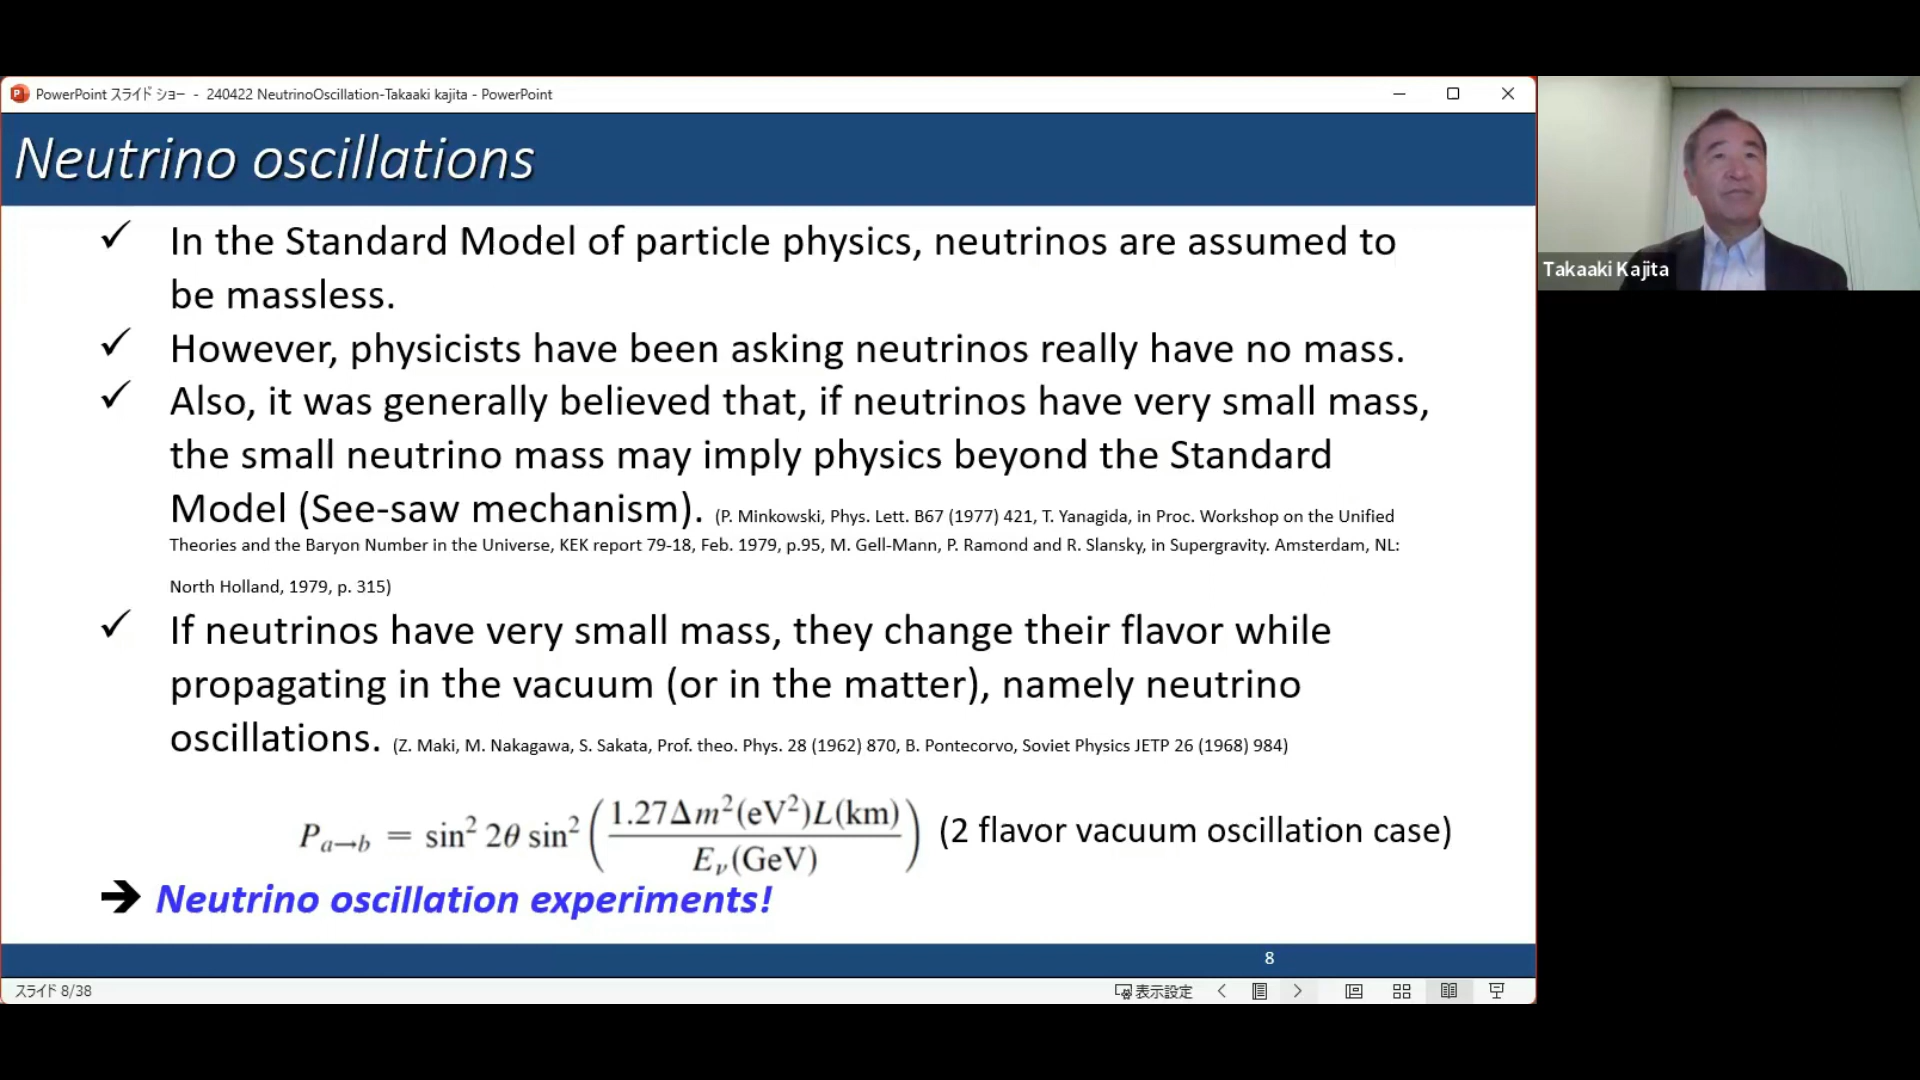 PowerPoint スライド ショー - 240422 NeutrinoOscillation-Takaaki kajita - PowerPoint
Neutrino oscillations
✓ In the Standard Model of particle physics, neutrinos are assumed to
be massless.
✓ However, physicists have been asking neutrinos really have no mass.
✓ Also, it was generally believed that, if neutrinos have very small mass,
the small neutrino mass may imply physics beyond the Standard
Model (See-saw mechanism). (P. Minkowski, Phys. Lett. B67 (1977) 421, T. Yanagida, in Proc. Workshop on the Unified
Theories and the Baryon Number in the Universe, KEK report 79-18, Feb. 1979, p.95, M. Gell-Mann, P. Ramond and R. Slansky, in Supergravity. Amsterdam, NL:
North Holland, 1979, p. 315)
✓ If neutrinos have very small mass, they change their flavor while
propagating in the vacuum (or in the matter), namely neutrino
oscillations. (Z. Maki, M. Nakagawa, S. Sakata, Prof. theo. Phys. 28 (1962) 870, B. Pontecorvo, Soviet Physics JETP 26 (1968) 984)
P a→b = sin² 2θ sin² (1.27Δm²(eV²)L(km) / Eν(GeV)) (2 flavor vacuum oscillation case)
➔ Neutrino oscillation experiments!
8
スライド 8/38
表示設定
Takaaki Kajita